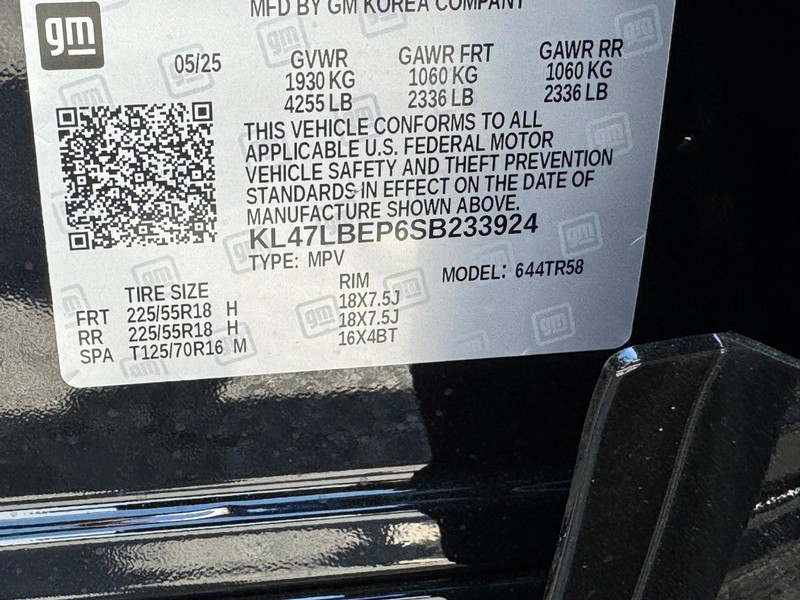 MFD BY GM KOREA COMPANY
gm
05/25 GVWR GAWR FRT GAWR RR
1930 KG 1060 KG 1060 KG
4255 LB 2336 LB 2336 LB
THIS VEHICLE CONFORMS TO ALL
APPLICABLE U.S. FEDERAL MOTOR
VEHICLE SAFETY AND THEFT PREVENTION
STANDARDS IN EFFECT ON THE DATE OF
MANUFACTURE SHOWN ABOVE.
KL47LBEP6SB233924
TYPE: MPV MODEL: 644TR58
TIRE SIZE RIM
FRT 225/55R18 H 18X7.5J
RR 225/55R18 H 18X7.5J
SPA T125/70R16 M 16X4BT